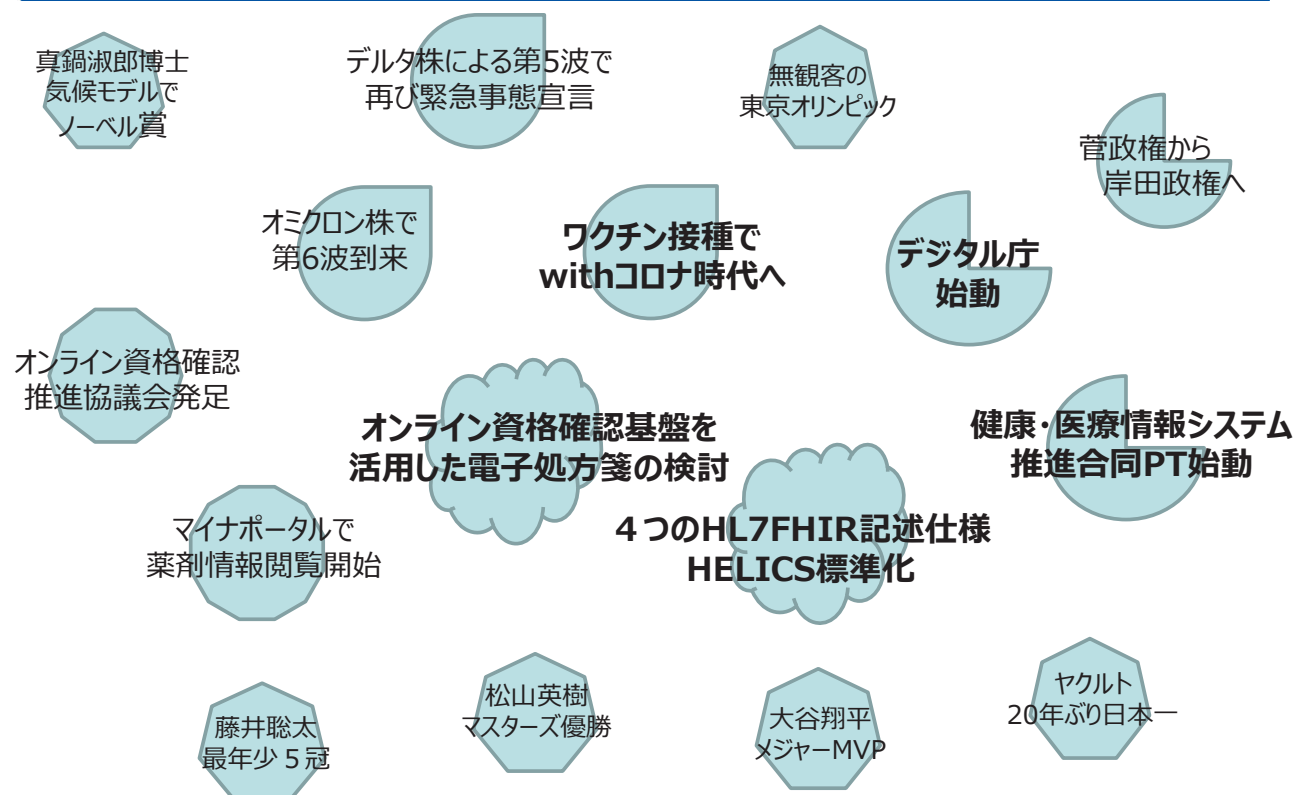 真鍋淑郎博士
気候モデルで
ノーベル賞
デルタ株による第5波で
再び緊急事態宣言
無観客の
東京オリンピック
菅政権から
岸田政権へ
オミクロン株で
第6波到来
ワクチン接種で
withコロナ時代へ
デジタル庁
始動
オンライン資格確認
推進協議会発足
オンライン資格確認基盤を
活用した電子処方箋の検討
健康・医療情報システム
推進合同PT始動
マイナポータルで
薬剤情報閲覧開始
４つのHL7FHIR記述仕様
HELICS標準化
藤井聡太
最年少５冠
松山英樹
マスターズ優勝
大谷翔平
メジャーMVP
ヤクルト
20年ぶり日本一